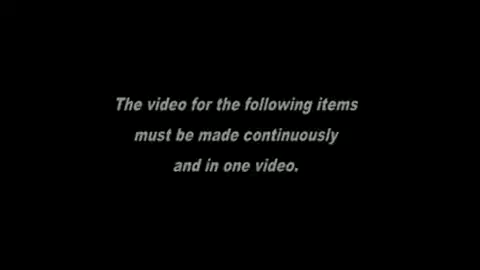 The video for the following items
must be made continuously
and in one video.